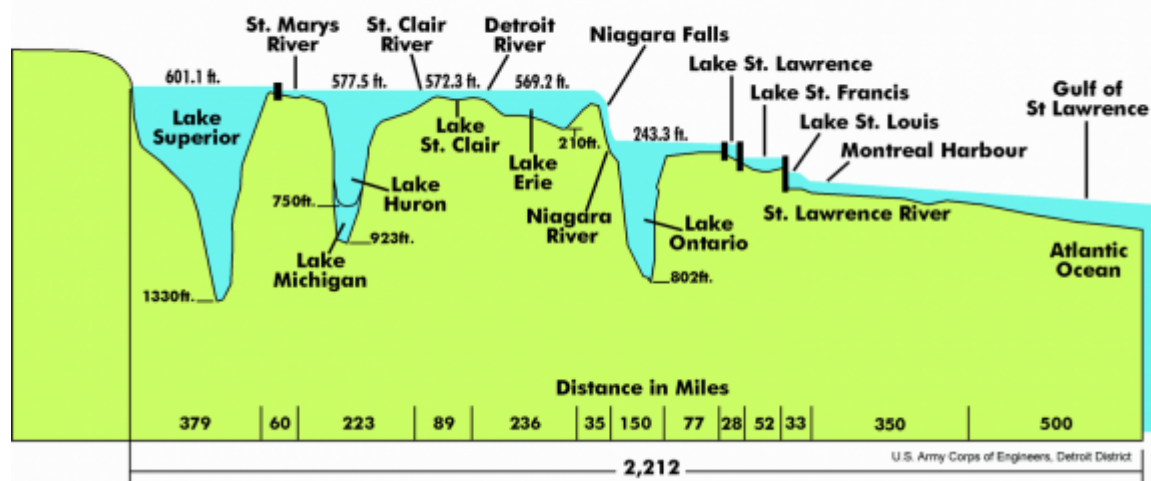 St. Marys
River
St. Clair
River
Detroit
River
Niagara Falls
Lake St. Lawrence
Lake St. Francis
Lake St. Louis
Montreal Harbour
Gulf of
St Lawrence
601.1 ft.
577.5 ft.
572.3 ft.
569.2 ft.
243.3 ft.
Lake
Superior
Lake
St. Clair
Lake
Erie
210ft.
Lake
Huron
750ft.
923ft.
Lake
Michigan
1330ft.
Niagara
River
Lake
Ontario
802ft.
St. Lawrence River
Atlantic
Ocean
Distance in Miles
379 60 223 89 236 35 150 77 28 52 33 350 500
U.S. Army Corps of Engineers, Detroit District
2,212